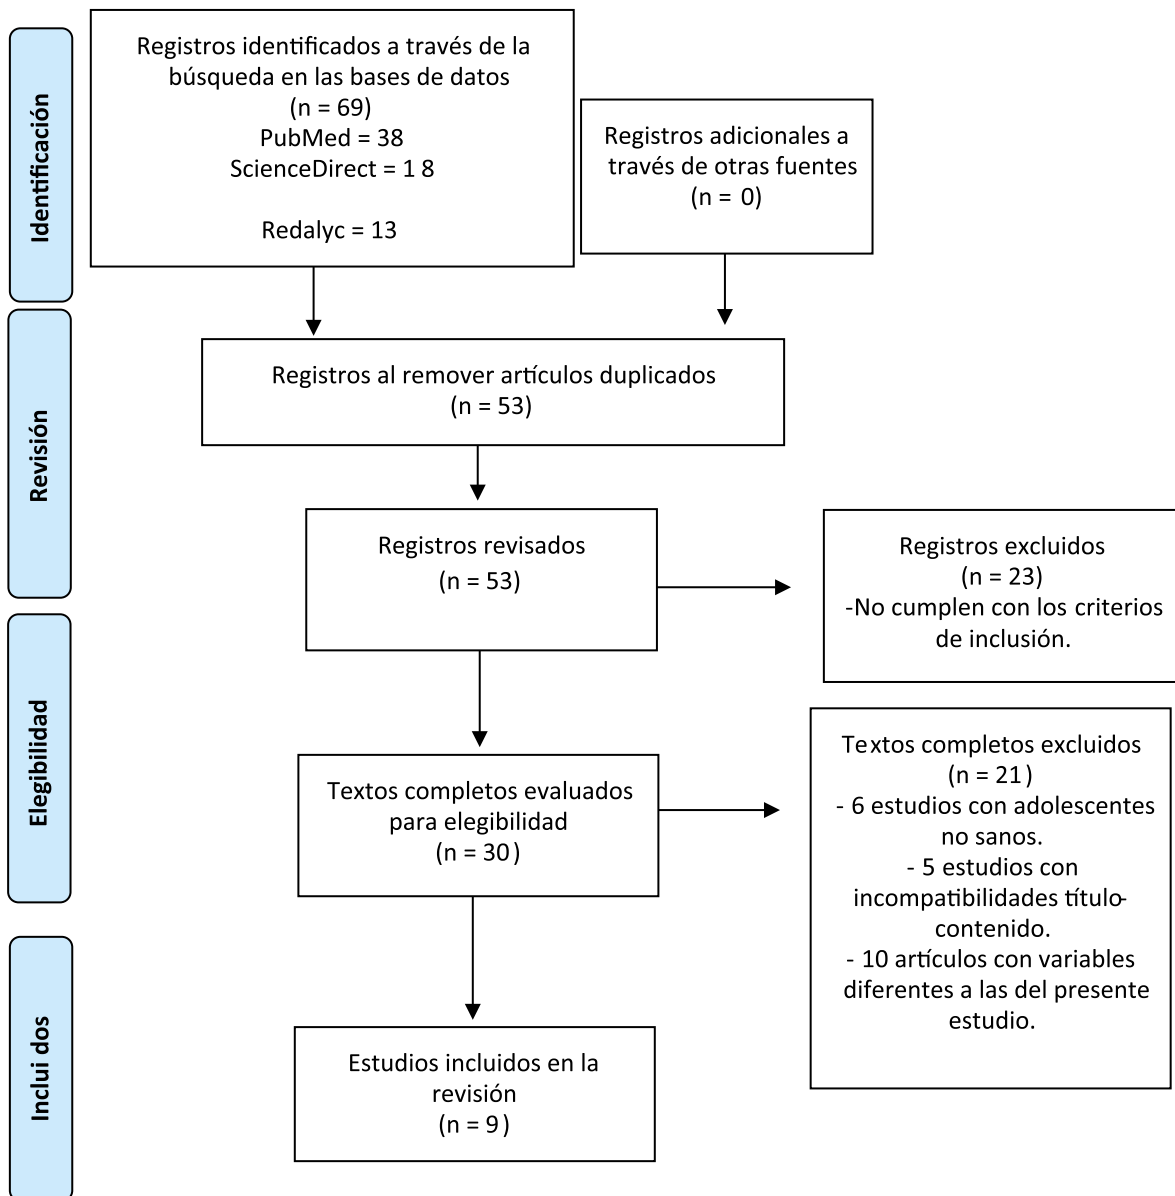 Identificación
Registros identificados a través de la
búsqueda en las bases de datos
(n = 69)
PubMed = 38
ScienceDirect = 1 8
Redalyc = 13
Registros adicionales a
través de otras fuentes
(n = 0)
Revisión
Registros al remover artículos duplicados
(n = 53)
Registros revisados
(n = 53)
Registros excluidos
(n = 23)
-No cumplen con los criterios
de inclusión.
Elegibilidad
Textos completos evaluados
para elegibilidad
(n = 30)
Textos completos excluidos
(n = 21)
- 6 estudios con adolescentes
no sanos.
- 5 estudios con
incompatibilidades título-
contenido.
- 10 artículos con variables
diferentes a las del presente
estudio.
Inclui dos
Estudios incluidos en la
revisión
(n = 9)